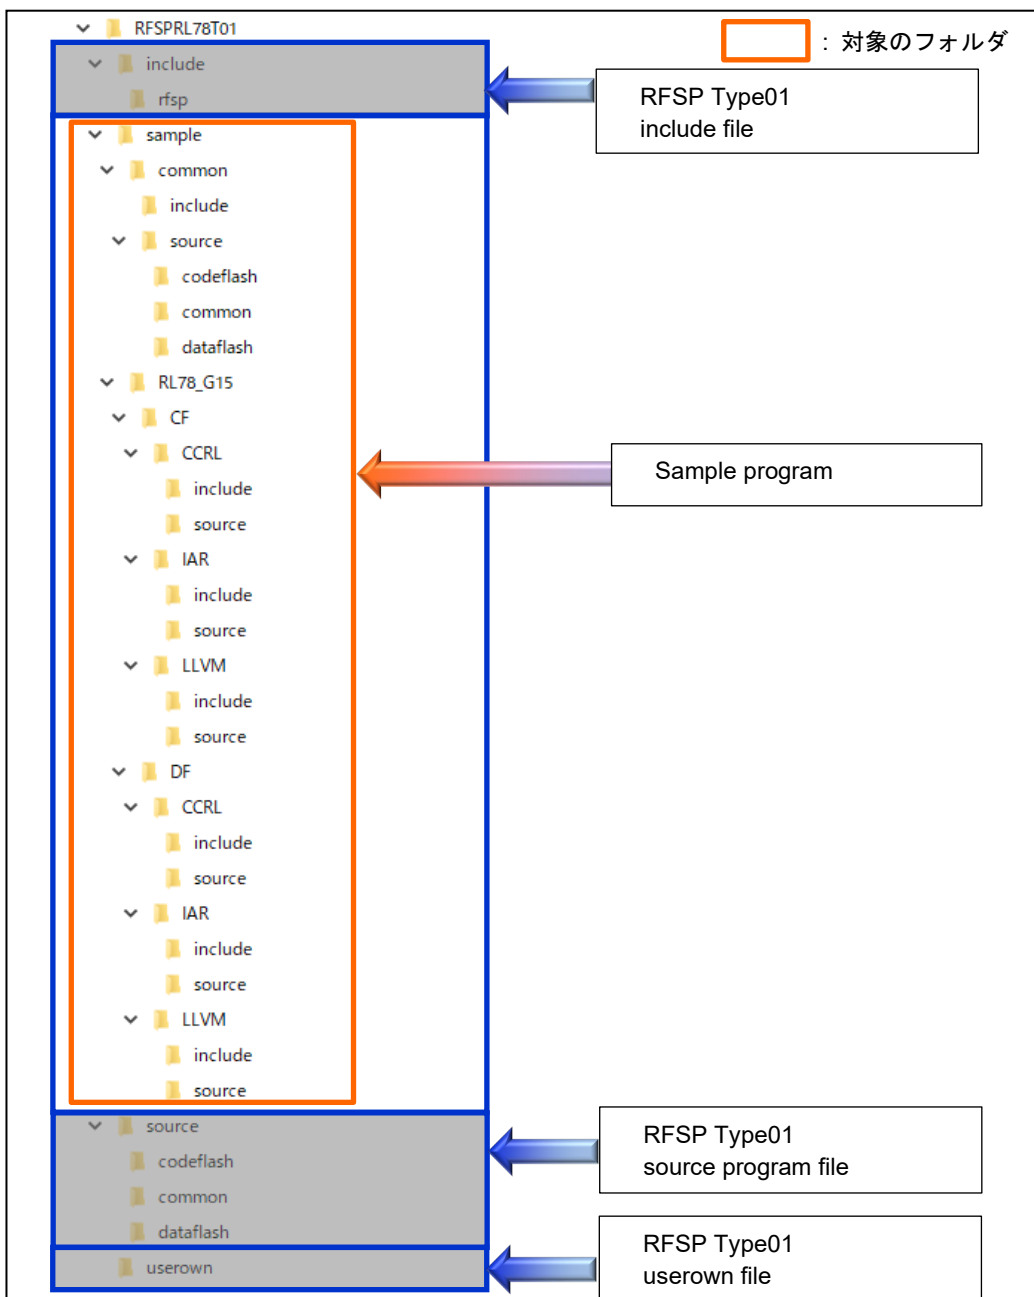 RFSPRL78T01
: 対象のフォルダ
include
rfsp
RFSP Type01
include file
sample
common
include
source
codeflash
common
dataflash
RL78_G15
CF
CCRL
include
source
Sample program
IAR
include
source
LLVM
include
source
DF
CCRL
include
source
IAR
include
source
LLVM
include
source
source
codeflash
common
dataflash
RFSP Type01
source program file
userown
RFSP Type01
userown file